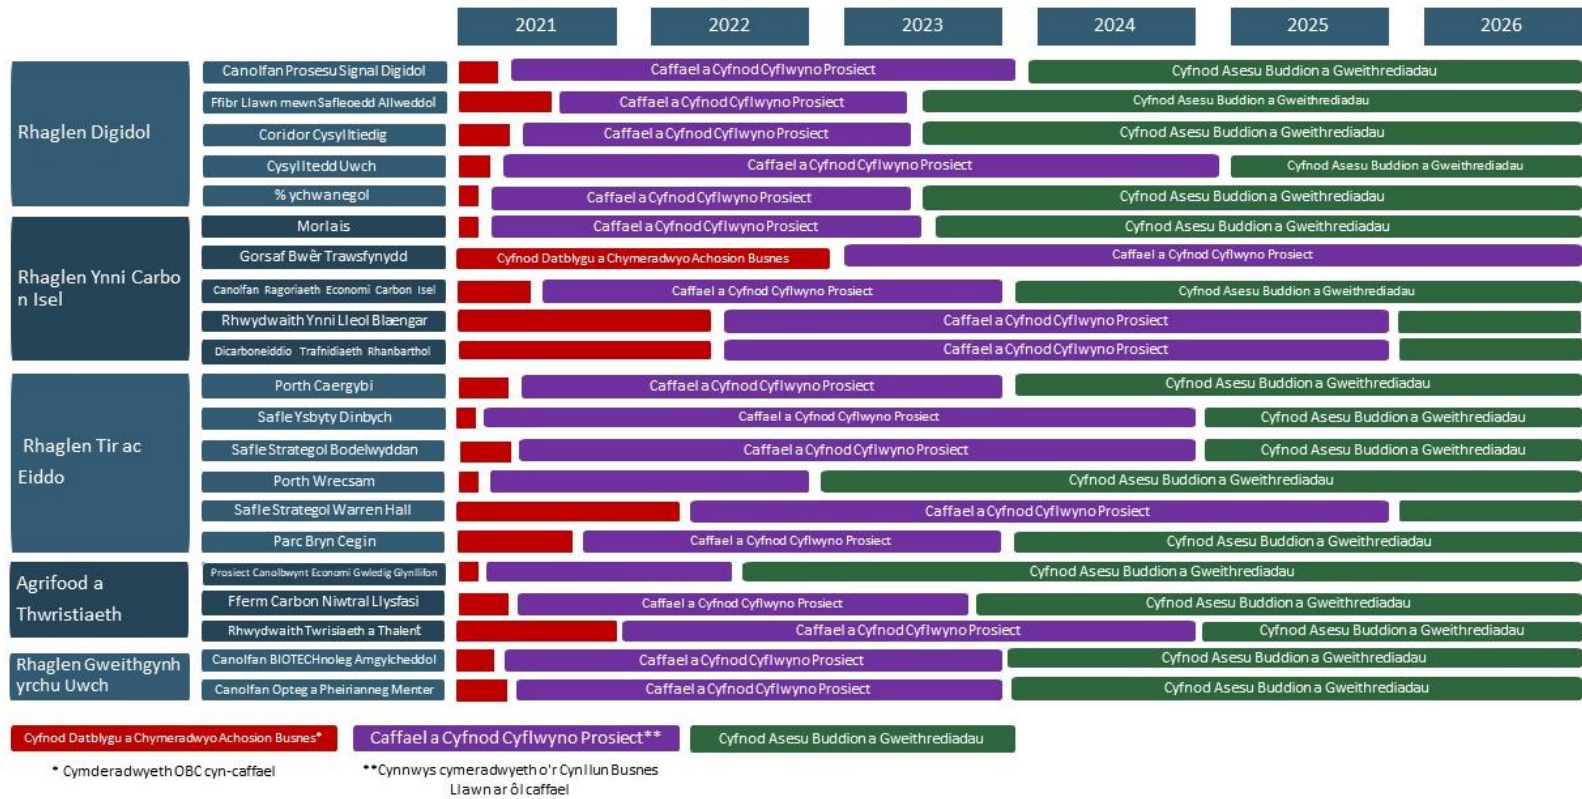 2021 2022 2023 2024 2025 2026
Rhaglen Digidol
Canolfan Prosesu Signal Digidol
Caffael a Cyfnod Cyflwyno Prosiect
Cyfnod Asesu Buddion a Gweithrediadau
Ffibr Llawn mewn Safleoedd Allweddol
Caffael a Cyfnod Cyflwyno Prosiect
Cyfnod Asesu Buddion a Gweithrediadau
Coridor Cysylltiedig
Caffael a Cyfnod Cyflwyno Prosiect
Cyfnod Asesu Buddion a Gweithrediadau
Cysylltedd Uwch
Caffael a Cyfnod Cyflwyno Prosiect
Cyfnod Asesu Buddion a Gweithrediadau
% ychwanegol
Caffael a Cyfnod Cyflwyno Prosiect
Cyfnod Asesu Buddion a Gweithrediadau
Rhaglen Ynni Carbo
n Isel
Morlais
Caffael a Cyfnod Cyflwyno Prosiect
Cyfnod Asesu Buddion a Gweithrediadau
Gorsaf Bwêr Trawsfynydd
Cyfnod Datblygu a Chymeradwyo Achosion Busnes
Caffael a Cyfnod Cyflwyno Prosiect
Canolfan Ragoriaeth Economi Carbon Isel
Caffael a Cyfnod Cyflwyno Prosiect
Cyfnod Asesu Buddion a Gweithrediadau
Rhwydwaith Ynni Lleol Blaengar
Caffael a Cyfnod Cyflwyno Prosiect
Dicarboneiddio Trafnidiaeth Rhanbarthol
Caffael a Cyfnod Cyflwyno Prosiect
Rhaglen Tir ac
Eiddo
Porth Caergybi
Caffael a Cyfnod Cyflwyno Prosiect
Cyfnod Asesu Buddion a Gweithrediadau
Safle Ysbyty Dinbych
Caffael a Cyfnod Cyflwyno Prosiect
Cyfnod Asesu Buddion a Gweithrediadau
Safle Strategol Bodelwyddan
Caffael a Cyfnod Cyflwyno Prosiect
Cyfnod Asesu Buddion a Gweithrediadau
Porth Wrecsam
Cyfnod Asesu Buddion a Gweithrediadau
Safle Strategol Warren Hall
Caffael a Cyfnod Cyflwyno Prosiect
Parc Bryn Cegin
Caffael a Cyfnod Cyflwyno Prosiect
Cyfnod Asesu Buddion a Gweithrediadau
Agrifood a
Thwristiaeth
Prosiect Canolbwynt Economi Gwledig Glynllifon
Cyfnod Asesu Buddion a Gweithrediadau
Fferm Carbon Niwtral Llysfasi
Caffael a Cyfnod Cyflwyno Prosiect
Cyfnod Asesu Buddion a Gweithrediadau
Rhwydwaith Twrisiaeth a Thalent
Caffael a Cyfnod Cyflwyno Prosiect
Cyfnod Asesu Buddion a Gweithrediadau
Rhaglen Gweithgynh
yrchu Uwch
Canolfan BIOTECHnoleg Amgylcheddol
Caffael a Cyfnod Cyflwyno Prosiect
Cyfnod Asesu Buddion a Gweithrediadau
Canolfan Opteg a Pheirianneg Menter
Caffael a Cyfnod Cyflwyno Prosiect
Cyfnod Asesu Buddion a Gweithrediadau
Cyfnod Datblygu a Chymeradwyo Achosion Busnes*
Caffael a Cyfnod Cyflwyno Prosiect**
Cyfnod Asesu Buddion a Gweithrediadau
* Cymderadwyeth OBC cyn-caffael
**Cynnwys cymeradwyeth o'r Cynllun Busnes
Llawn ar ôl caffael